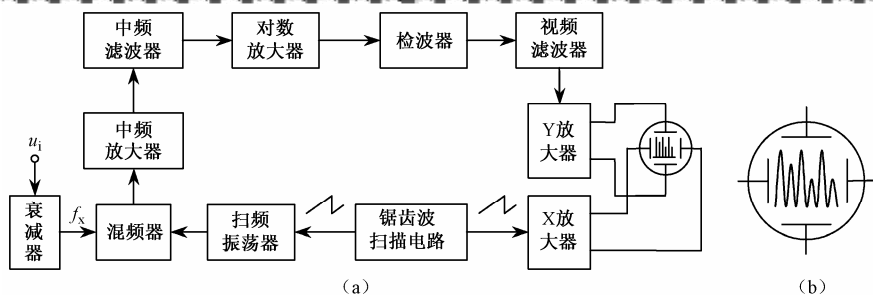 中频
滤波器
对数
放大器
检波器
视频
滤波器
中频
放大器
Y放
大器
uᵢ
衰
减
器
fₓ
混频器
扫频
振荡器
锯齿波
扫描电路
X放
大器
（a）
（b）